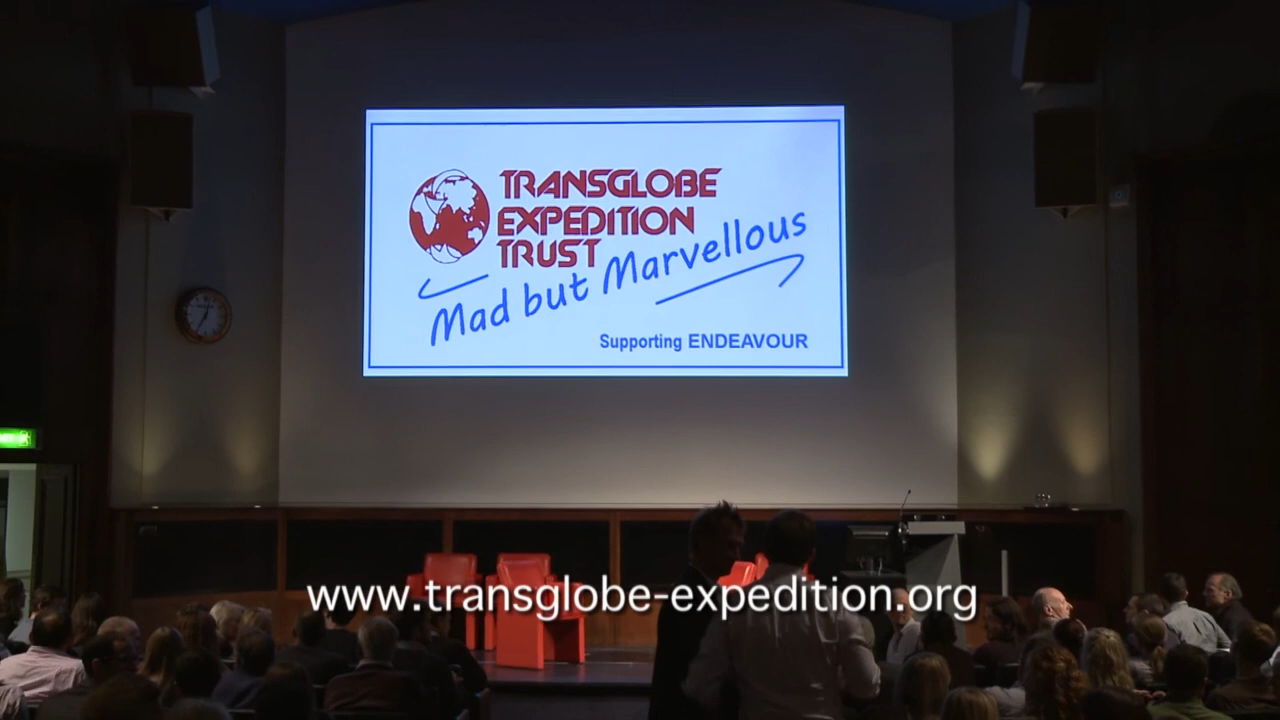 TRANSGLOBE
EXPEDITION
TRUST
Mad but Marvellous
Supporting ENDEAVOUR
www.transglobe-expedition.org